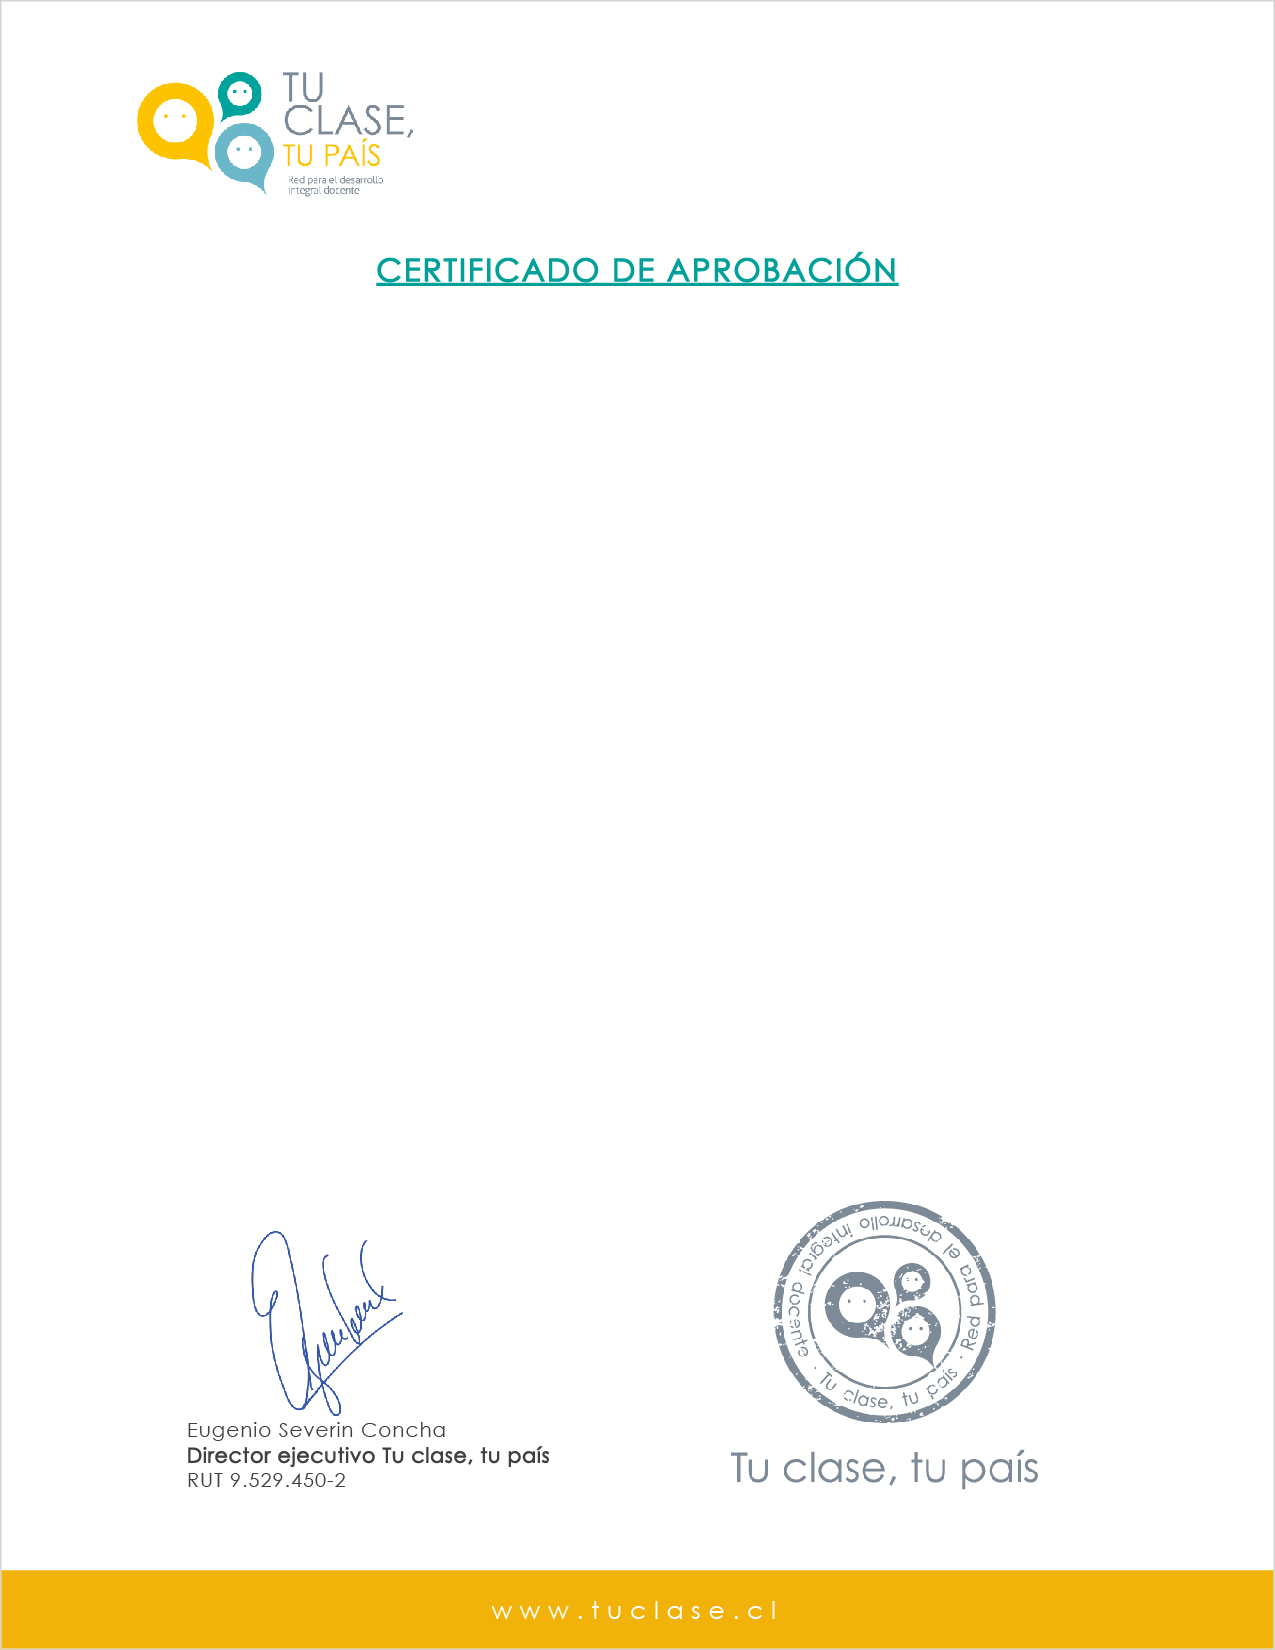 TU
CLASE,
TU PAÍS
Red para el desarrollo
integral docente
CERTIFICADO DE APROBACIÓN
Eugenio Severin Concha
Director ejecutivo Tu clase, tu país
RUT 9.529.450-2
· Tu clase, tu país · Red para el desarrollo integral docente
Tu clase, tu país
www.tuclase.cl